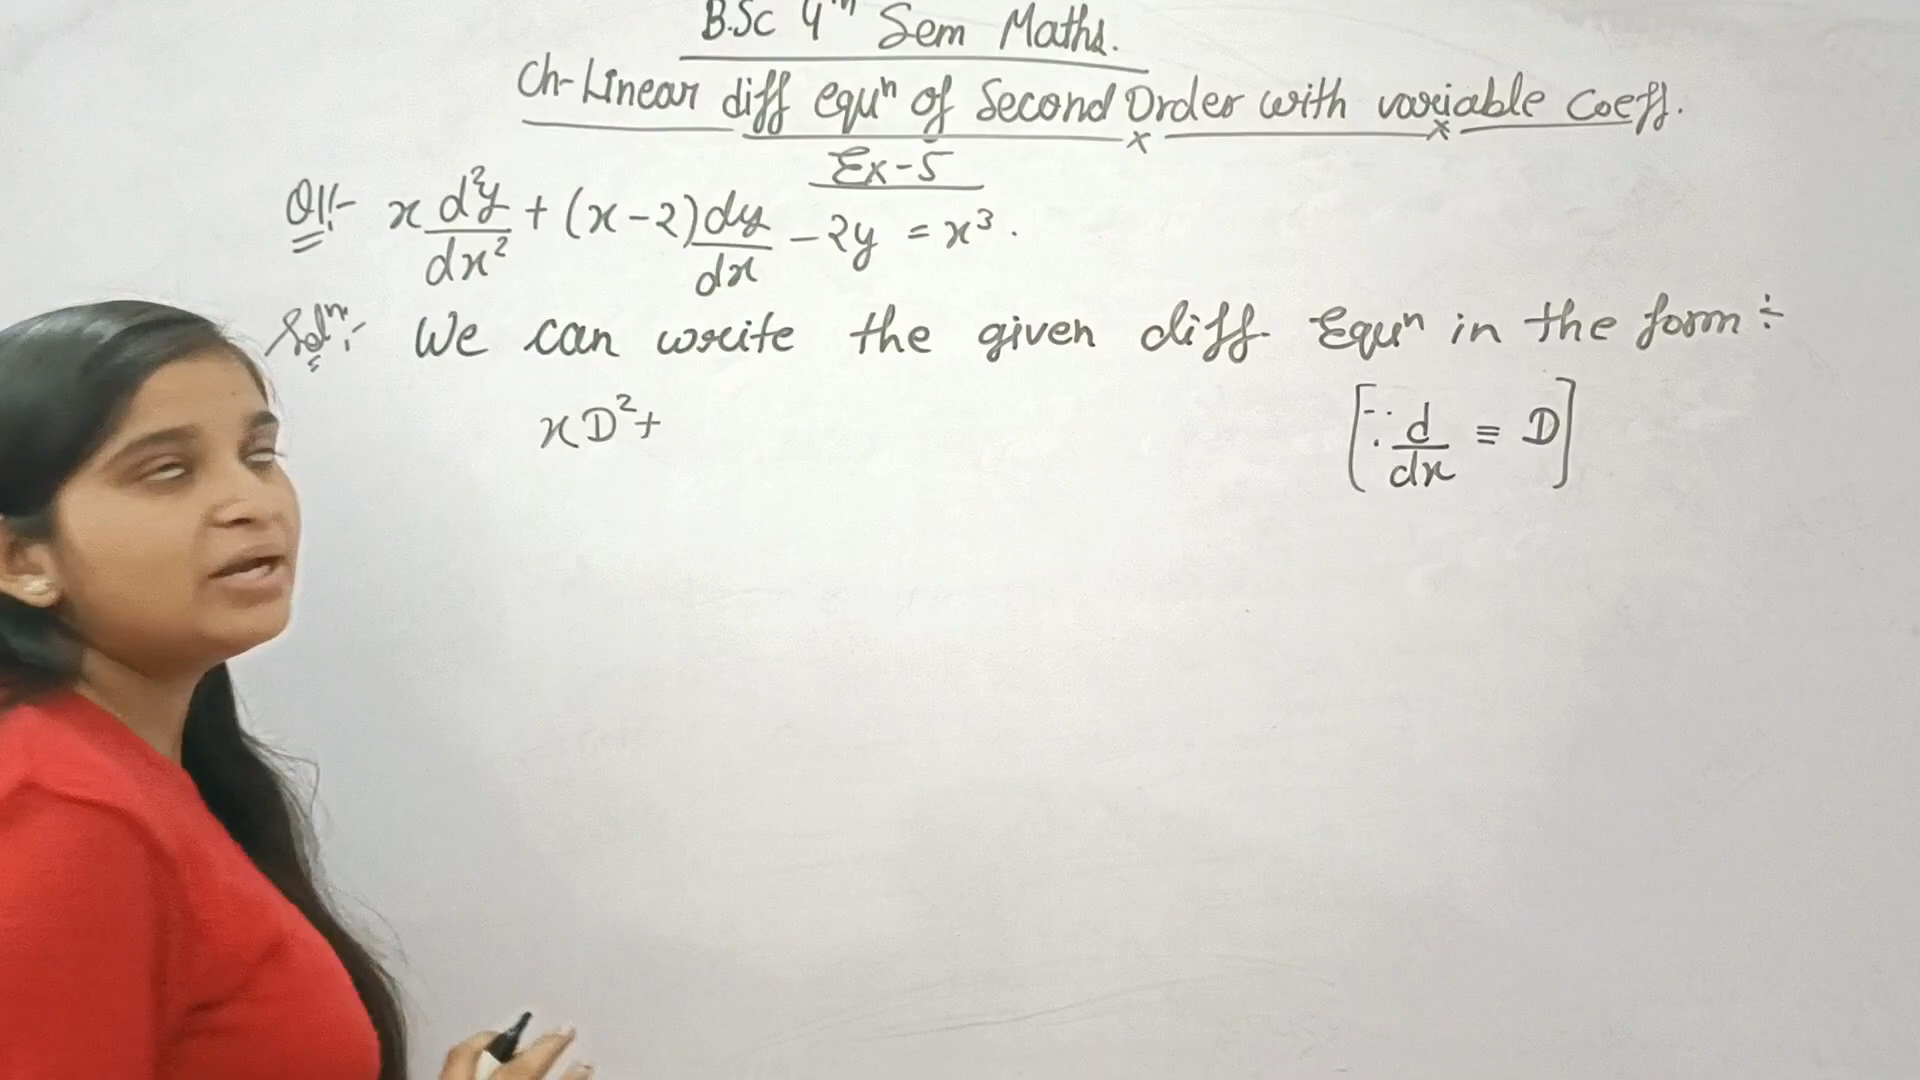 B.Sc 4th Sem Maths.
Ch-Linear diff equⁿ of Second Order with variable Coeff.
Ex-5
Q1!- x d²y/dx² + (x-2) dy/dx - 2y = x³.
Solⁿ:- We can write the given diff. Equⁿ in the form ÷
xD²+ [∵ d/dx ≡ D]